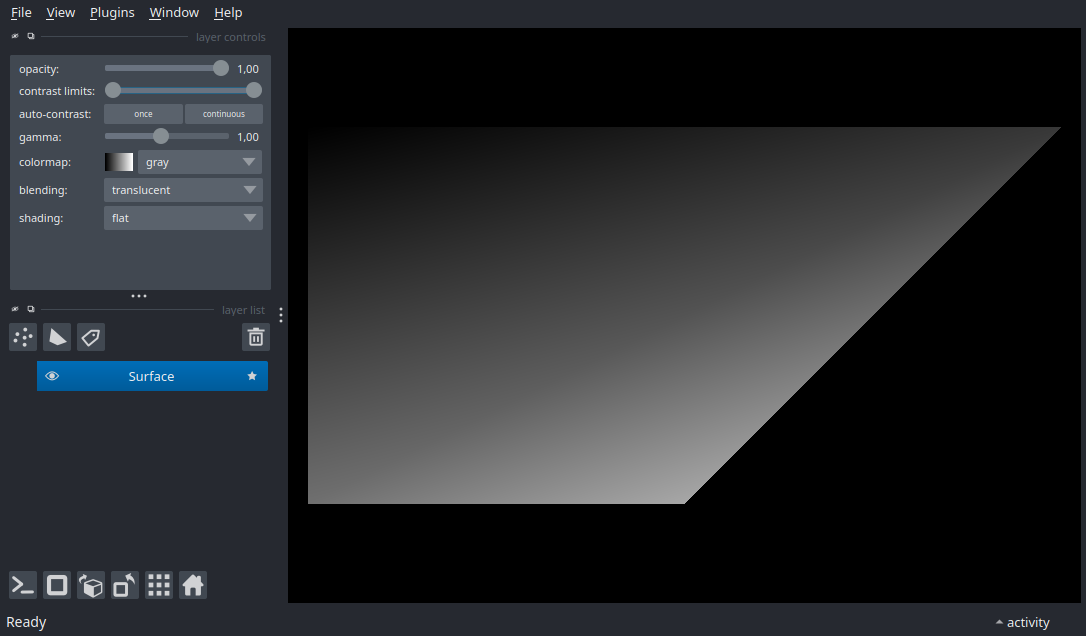 File View Plugins Window Help
layer controls
opacity: 1,00
contrast limits:
auto-contrast: once continuous
gamma: 1,00
colormap: gray
blending: translucent
shading: flat
layer list
Surface
Ready activity